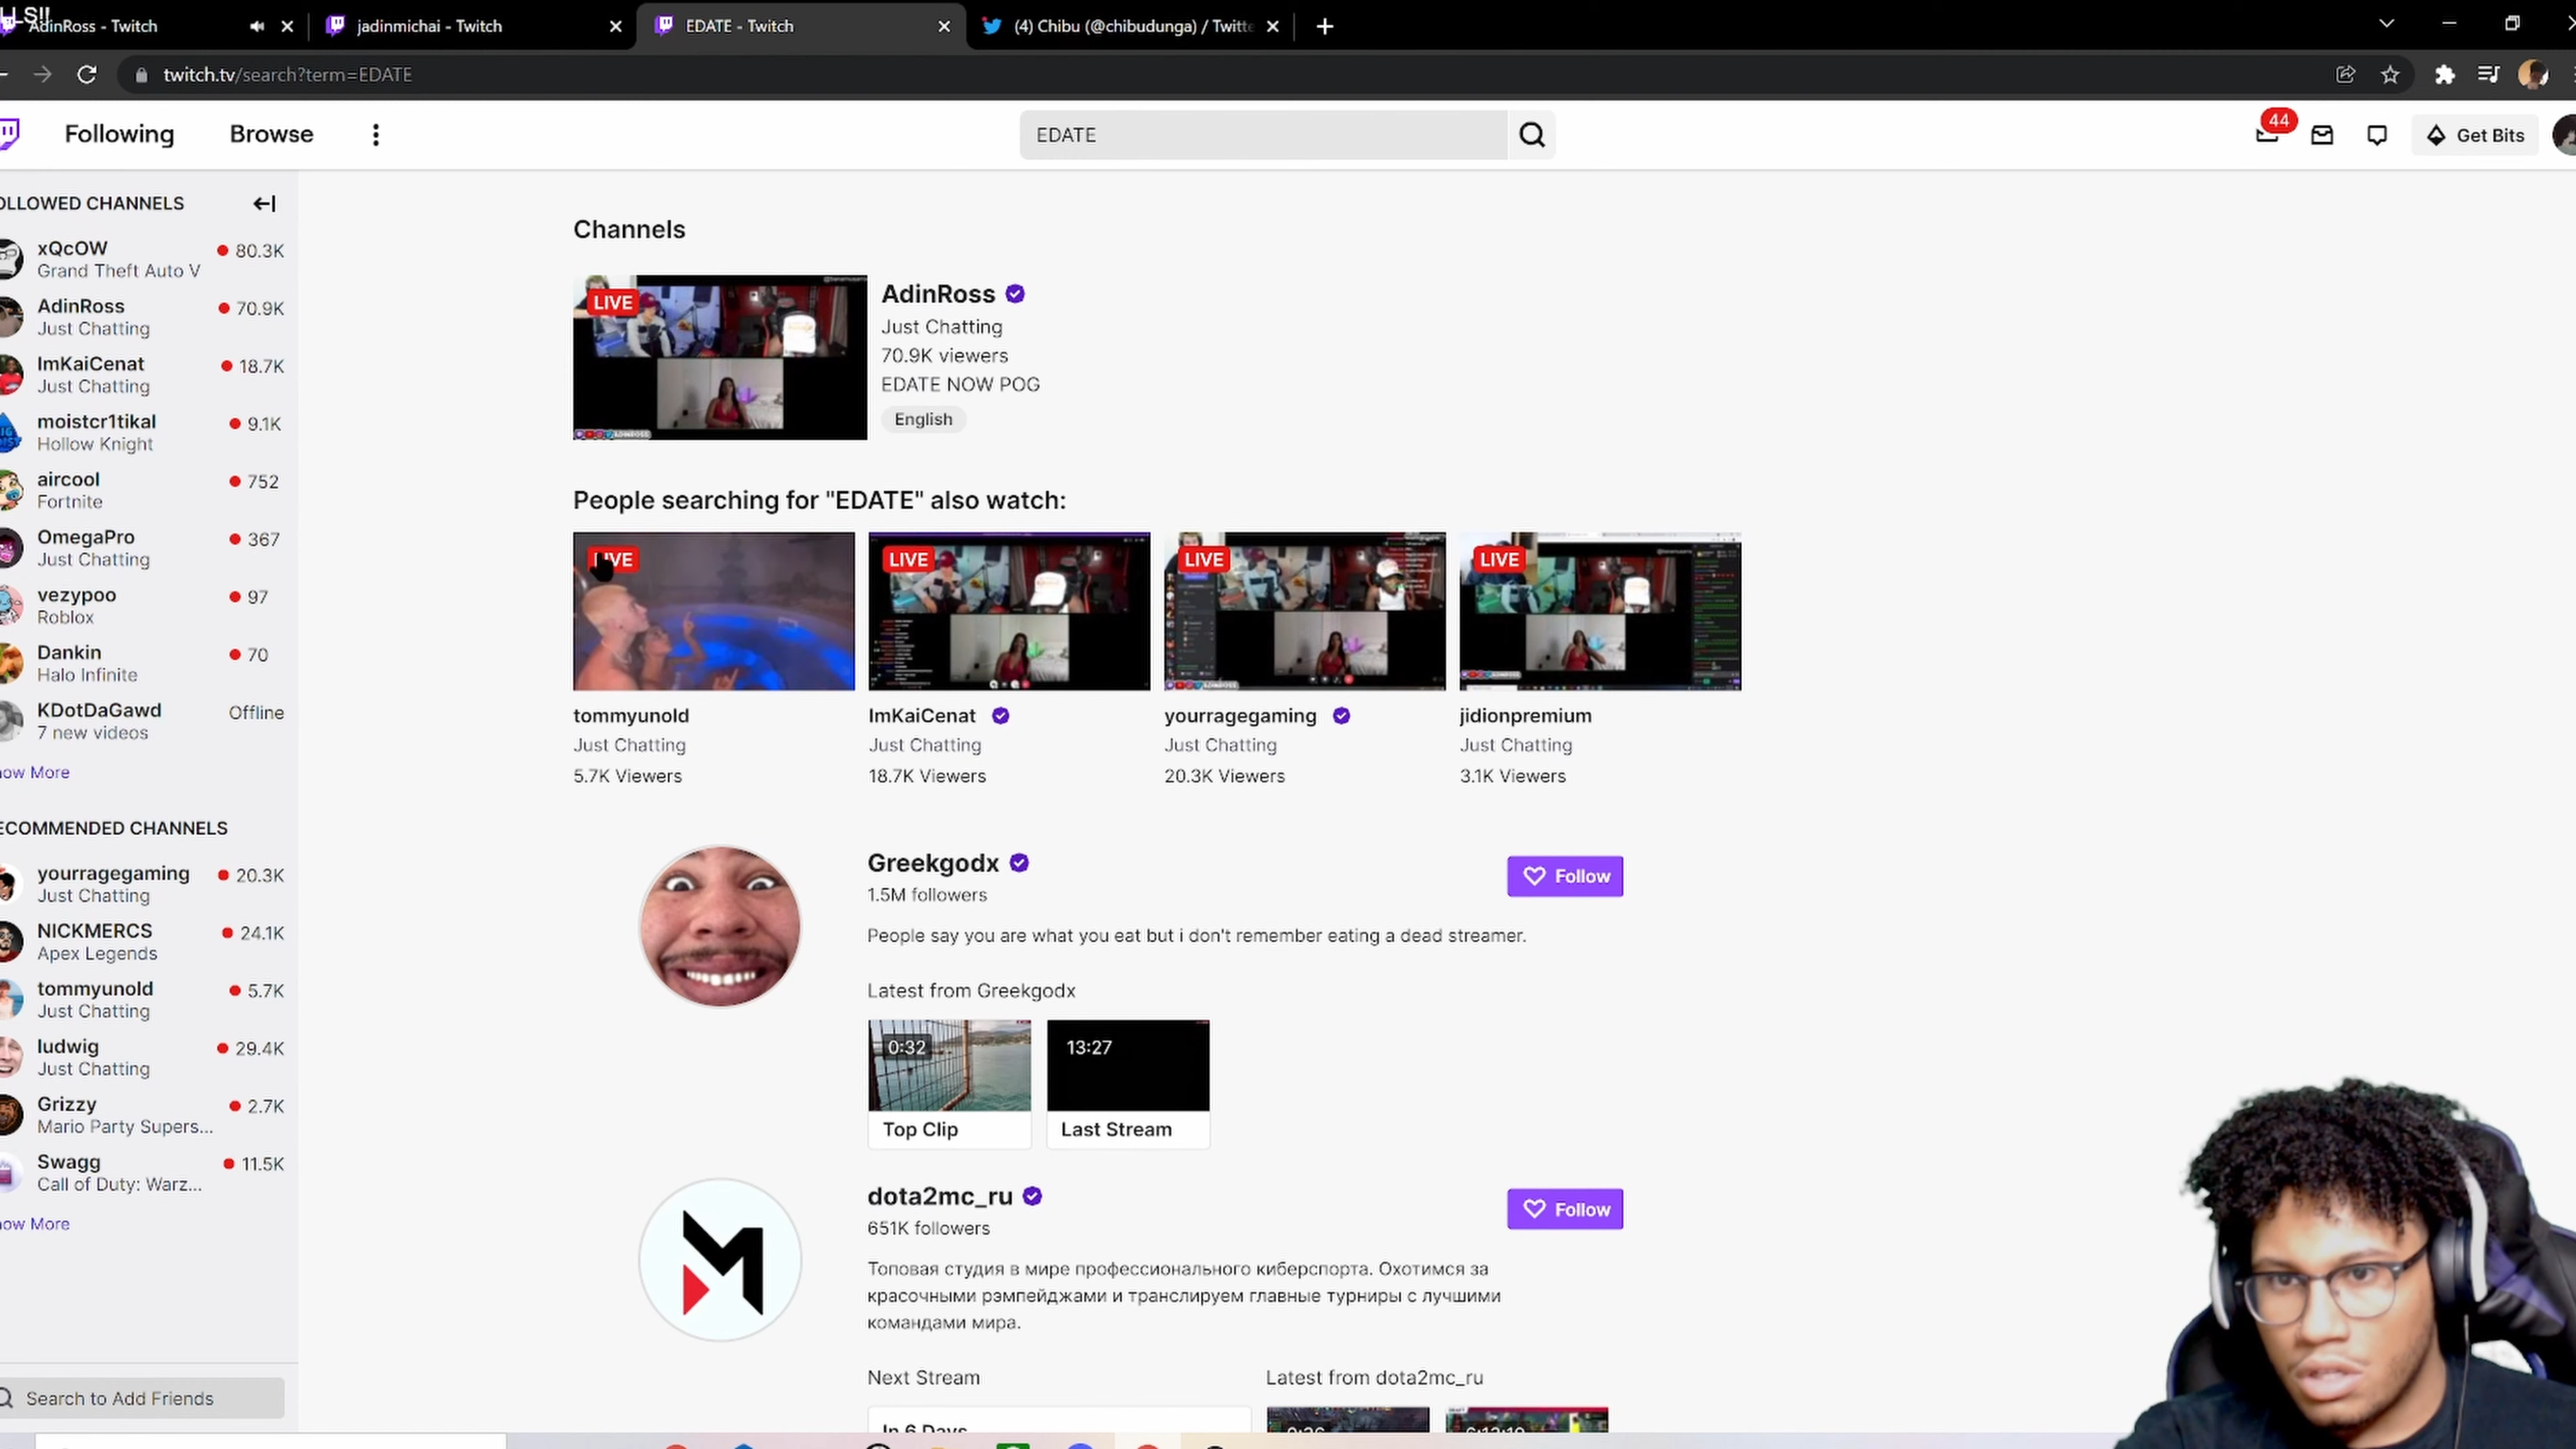 AdinRoss - Twitch
jadinmichai - Twitch
EDATE - Twitch
(4) Chibu (@chibudunga) / Twitte
twitch.tv/search?term=EDATE
Following
Browse
EDATE
44
Get Bits
OLLOWED CHANNELS
xQcOW
80.3K
Grand Theft Auto V
AdinRoss
70.9K
Just Chatting
ImKaiCenat
18.7K
Just Chatting
moistcr1tikal
9.1K
Hollow Knight
aircool
752
Fortnite
OmegaPro
367
Just Chatting
vezypoo
97
Roblox
Dankin
70
Halo Infinite
KDotDaGawd
Offline
7 new videos
ow More
ECOMMENDED CHANNELS
yourragegaming
20.3K
Just Chatting
NICKMERCS
24.1K
Apex Legends
tommyunold
5.7K
Just Chatting
ludwig
29.4K
Just Chatting
Grizzy
2.7K
Mario Party Supers...
Swagg
11.5K
Call of Duty: Warz...
ow More
Search to Add Friends
Channels
LIVE
AdinRoss
Just Chatting
70.9K viewers
EDATE NOW POG
English
People searching for "EDATE" also watch:
LIVE
tommyunold
Just Chatting
5.7K Viewers
LIVE
ImKaiCenat
Just Chatting
18.7K Viewers
LIVE
yourragegaming
Just Chatting
20.3K Viewers
LIVE
jidionpremium
Just Chatting
3.1K Viewers
Greekgodx
1.5M followers
Follow
People say you are what you eat but i don't remember eating a dead streamer.
Latest from Greekgodx
0:32
Top Clip
13:27
Last Stream
dota2mc_ru
651K followers
Follow
Топовая студия в мире профессионального киберспорта. Охотимся за
красочными рэмпейджами и транслируем главные турниры с лучшими
командами мира.
Next Stream
In 6 Days
Latest from dota2mc_ru